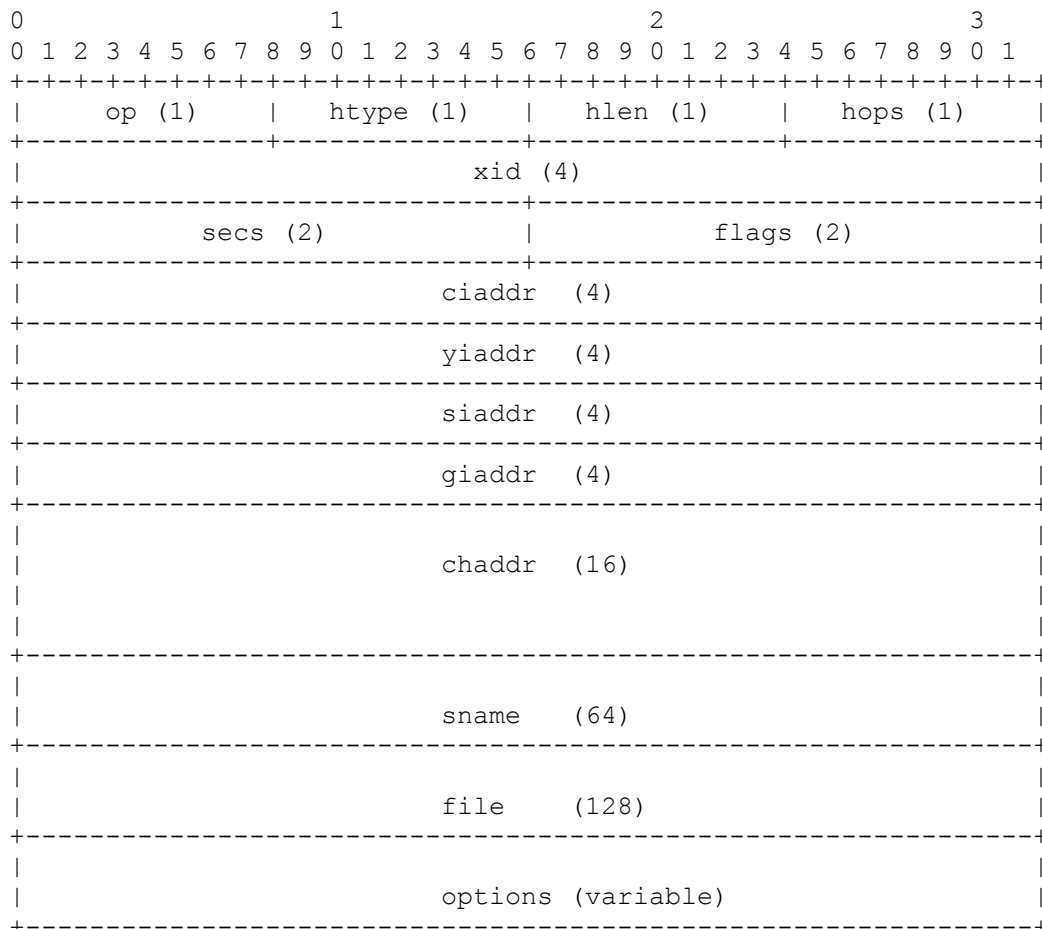 0                   1                   2                   3
0 1 2 3 4 5 6 7 8 9 0 1 2 3 4 5 6 7 8 9 0 1 2 3 4 5 6 7 8 9 0 1
+-+-+-+-+-+-+-+-+-+-+-+-+-+-+-+-+-+-+-+-+-+-+-+-+-+-+-+-+-+-+-+-+
|     op (1)    |   htype (1)   |   hlen (1)    |   hops (1)    |
+---------------+---------------+---------------+---------------+
|                            xid (4)                            |
+-------------------------------+-------------------------------+
|           secs (2)            |           flags (2)           |
+-------------------------------+-------------------------------+
|                          ciaddr  (4)                          |
+---------------------------------------------------------------+
|                          yiaddr  (4)                          |
+---------------------------------------------------------------+
|                          siaddr  (4)                          |
+---------------------------------------------------------------+
|                          giaddr  (4)                          |
+---------------------------------------------------------------+
|                                                               |
|                          chaddr  (16)                         |
|                                                               |
|                                                               |
+---------------------------------------------------------------+
|                                                               |
|                          sname   (64)                         |
+---------------------------------------------------------------+
|                                                               |
|                          file    (128)                        |
+---------------------------------------------------------------+
|                                                               |
|                          options (variable)                   |
+---------------------------------------------------------------+